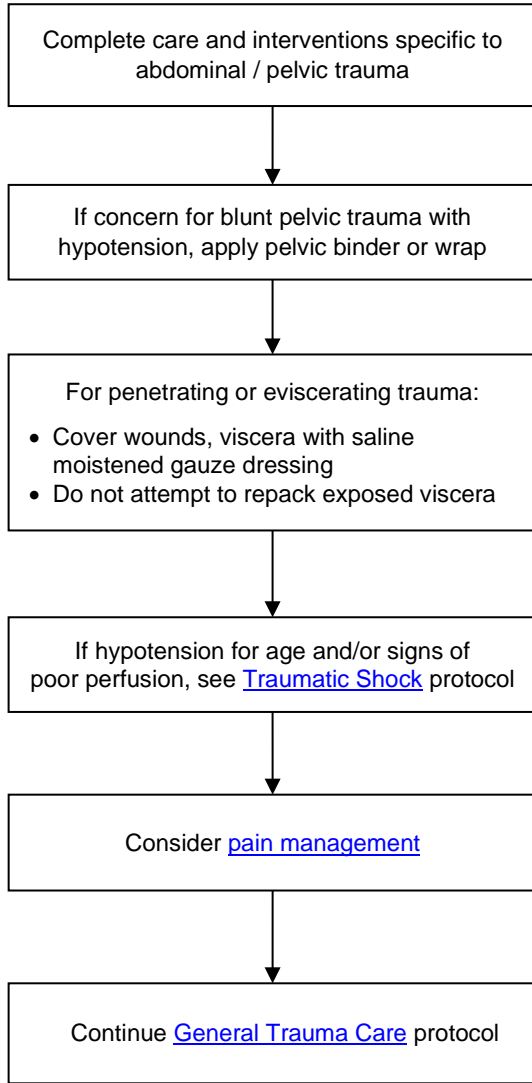 Complete care and interventions specific to
abdominal / pelvic trauma
If concern for blunt pelvic trauma with
hypotension, apply pelvic binder or wrap
For penetrating or eviscerating trauma:
• Cover wounds, viscera with saline
moistened gauze dressing
• Do not attempt to repack exposed viscera
If hypotension for age and/or signs of
poor perfusion, see Traumatic Shock protocol
Consider pain management
Continue General Trauma Care protocol